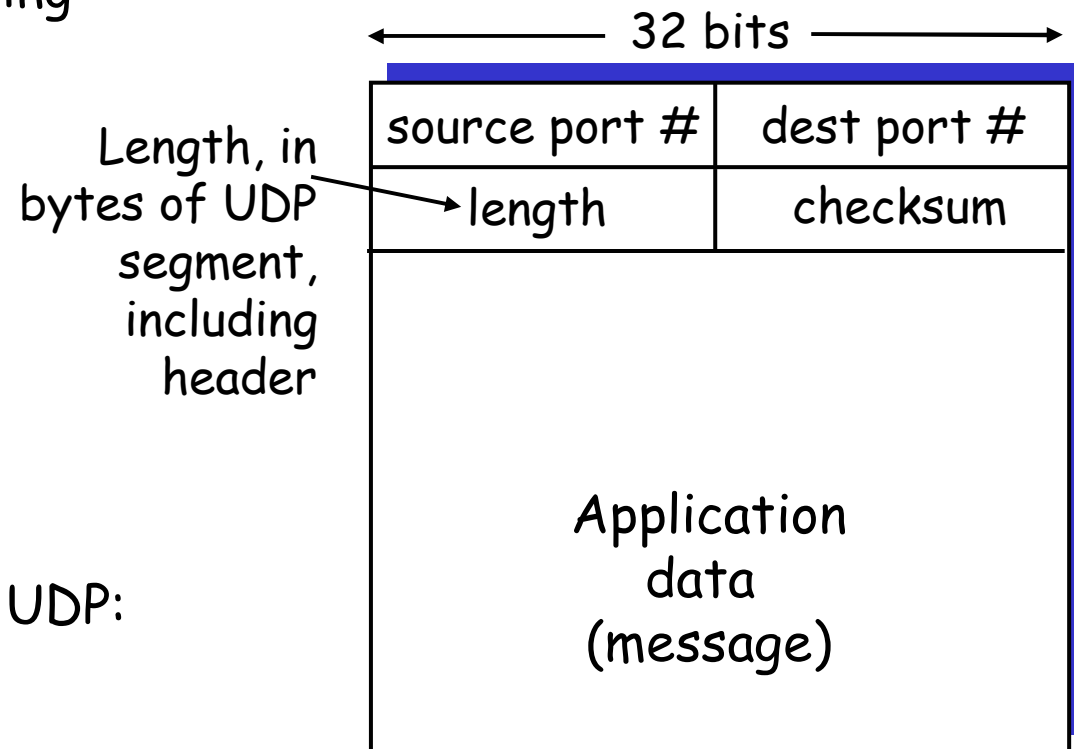 32 bits
source port #
dest port #
Length, in
bytes of UDP
segment,
including
header
length
checksum
Application
data
(message)
UDP: